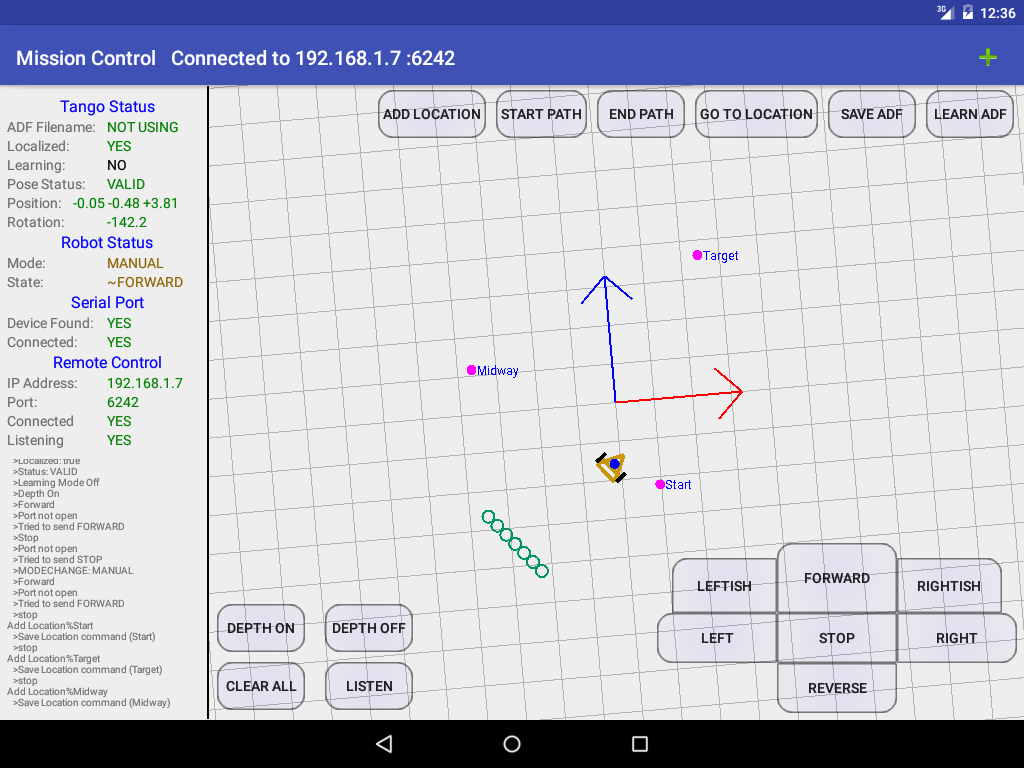 3G 12:36
Mission Control Connected to 192.168.1.7 :6242
Tango Status
ADF Filename: NOT USING
Localized: YES
Learning: NO
Pose Status: VALID
Position: -0.05 -0.48 +3.81
Rotation: -142.2
Robot Status
Mode: MANUAL
State: ~FORWARD
Serial Port
Device Found: YES
Connected: YES
Remote Control
IP Address: 192.168.1.7
Port: 6242
Connected YES
Listening YES
>Localized: true
>Status: VALID
>Learning Mode Off
>Depth On
>Forward
>Port not open
>Tried to send FORWARD
>Stop
>Port not open
>Tried to send STOP
>MODECHANGE: MANUAL
>Forward
>Port not open
>Tried to send FORWARD
>stop
Add Location%Start
>Save Location command (Start)
>stop
Add Location%Target
>Save Location command (Target)
>stop
Add Location%Midway
>Save Location command (Midway)
ADD LOCATION START PATH END PATH GO TO LOCATION SAVE ADF LEARN ADF
Target
Midway
Start
DEPTH ON DEPTH OFF
CLEAR ALL LISTEN
LEFTISH FORWARD RIGHTISH
LEFT STOP RIGHT
REVERSE